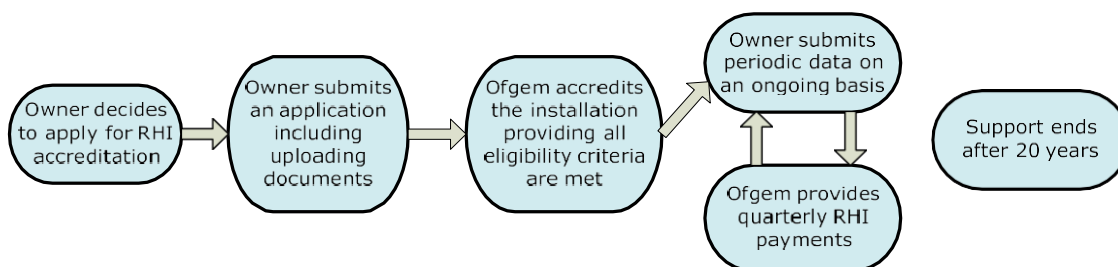 Owner decides
to apply for RHI
accreditation
Owner submits
an application
including
uploading
documents
Ofgem accredits
the installation
providing all
eligibility criteria
are met
Owner submits
periodic data on
an ongoing basis
Ofgem provides
quarterly RHI
payments
Support ends
after 20 years